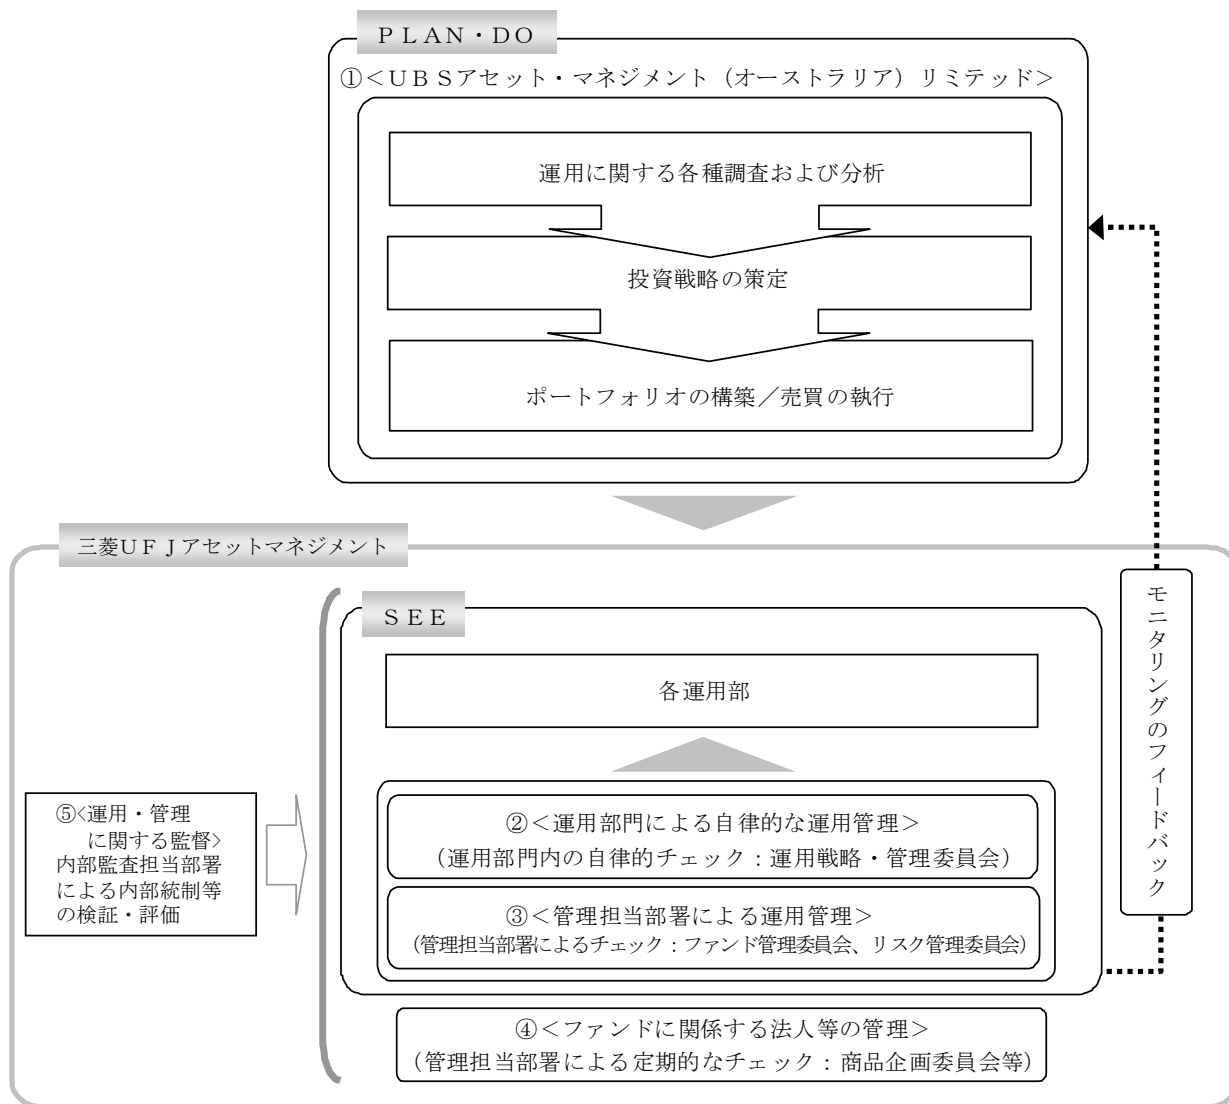 ＰＬＡＮ・ＤＯ
①＜ＵＢＳアセット・マネジメント（オーストラリア）リミテッド＞
運用に関する各種調査および分析
投資戦略の策定
ポートフォリオの構築／売買の執行
三菱ＵＦＪアセットマネジメント
ＳＥＥ
各運用部
②＜運用部門による自律的な運用管理＞
（運用部門内の自律的チェック：運用戦略・管理委員会）
③＜管理担当部署による運用管理＞
（管理担当部署によるチェック：ファンド管理委員会、リスク管理委員会）
④＜ファンドに関係する法人等の管理＞
（管理担当部署による定期的なチェック：商品企画委員会等）
⑤<運用・管理
に関する監督>
内部監査担当部署
による内部統制等
の検証・評価
モニタリングのフィードバック